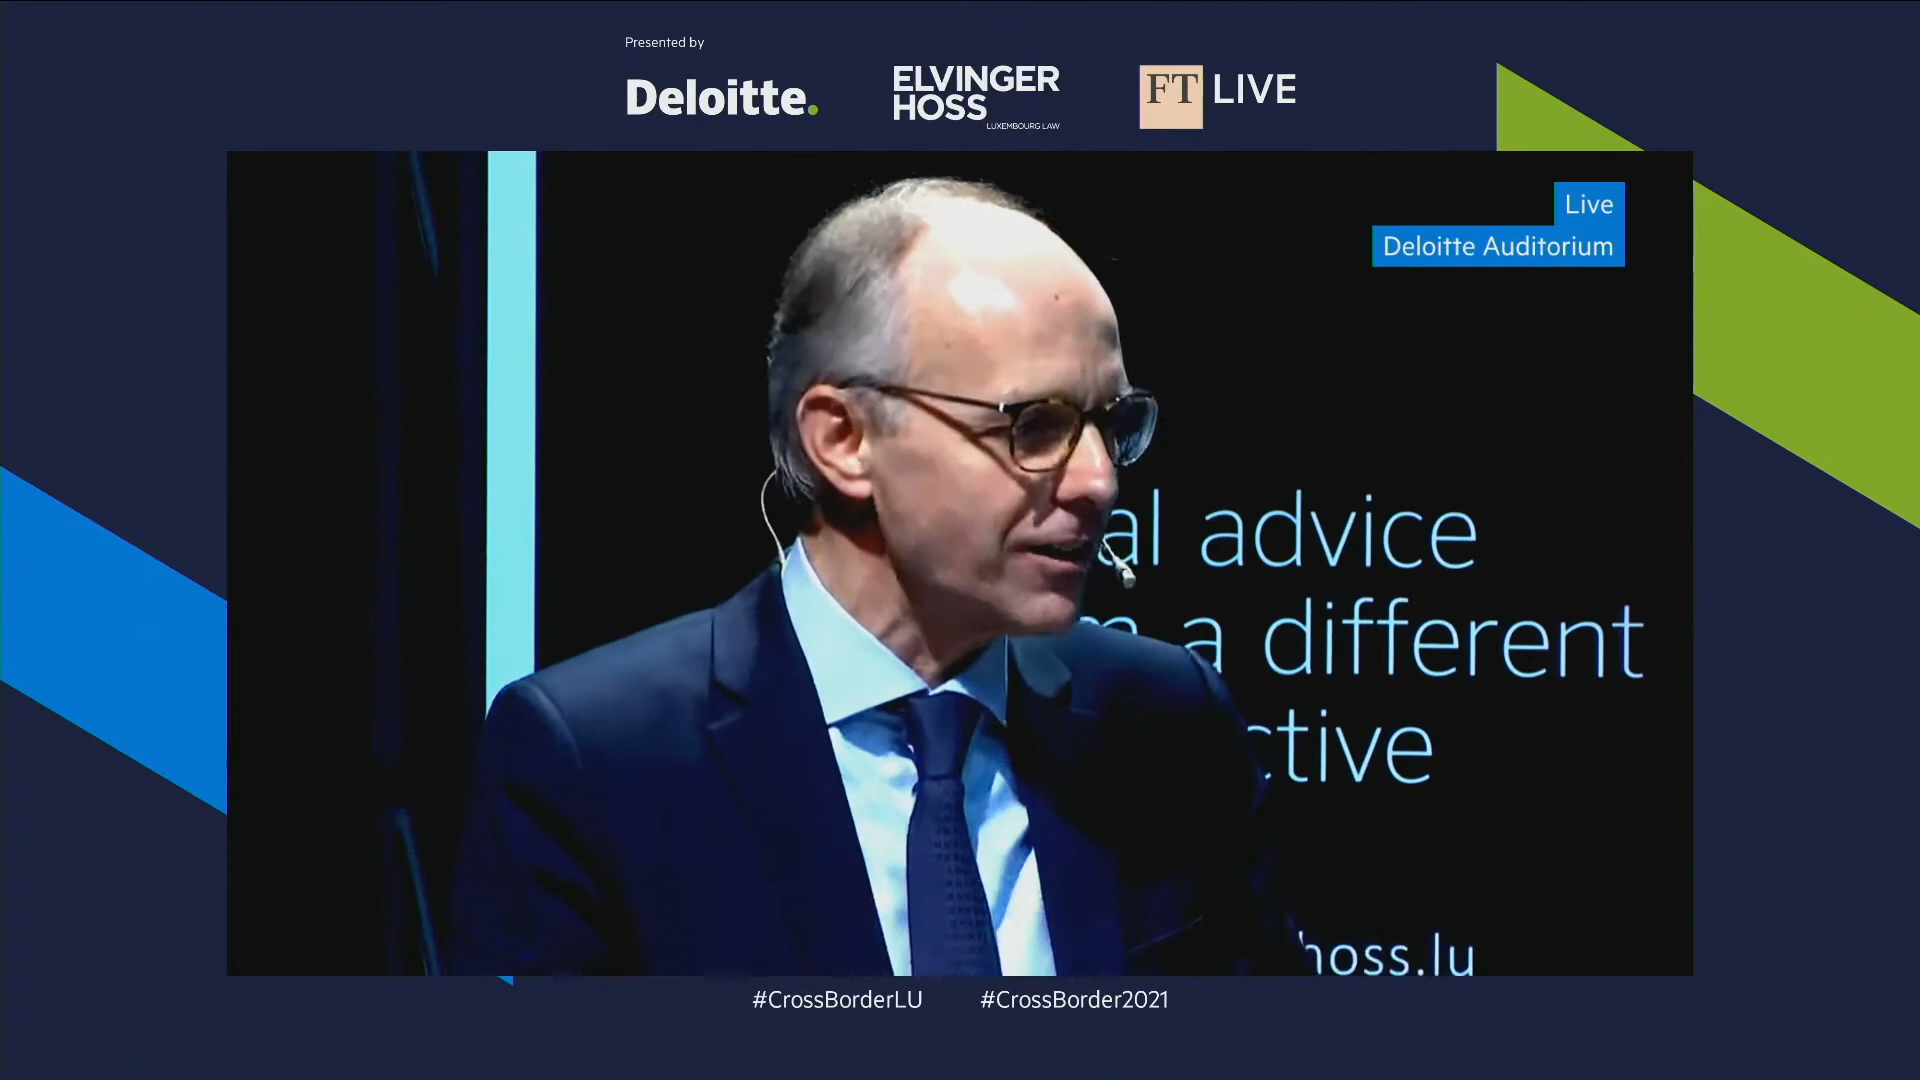 Presented by
Deloitte.
ELVINGER
HOSS
LUXEMBOURG LAW
FT LIVE
Live
Deloitte Auditorium
al advice
a different
ctive
hoss.lu
#CrossBorderLU #CrossBorder2021